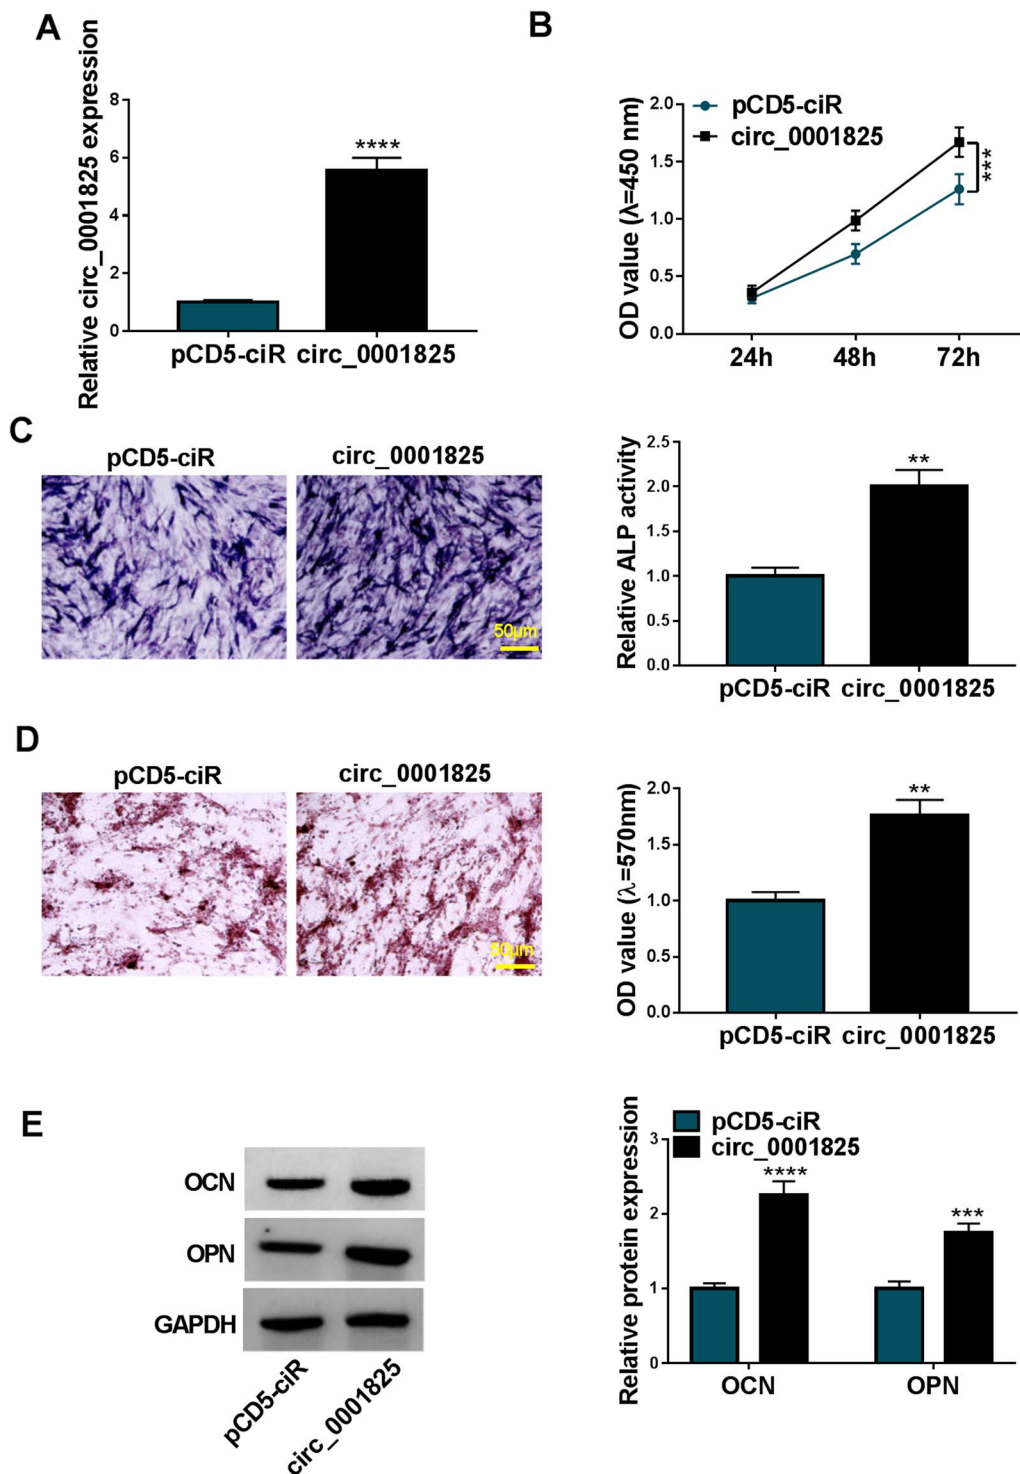 A
Relative circ_0001825 expression
8
6
4
2
0
****
pCD5-ciR circ_0001825
B
OD value (λ=450 nm)
2.0
1.5
1.0
0.5
0.0
pCD5-ciR
circ_0001825
***
24h 48h 72h
C
pCD5-ciR circ_0001825
50μm
Relative ALP activity
2.5
2.0
1.5
1.0
0.5
0.0
**
pCD5-ciR circ_0001825
D
pCD5-ciR circ_0001825
50μm
OD value (λ=570nm)
2.0
1.5
1.0
0.5
0.0
**
pCD5-ciR circ_0001825
E
OCN
OPN
GAPDH
pCD5-ciR circ_0001825
Relative protein expression
3
2
1
0
pCD5-ciR
circ_0001825
****
***
OCN OPN